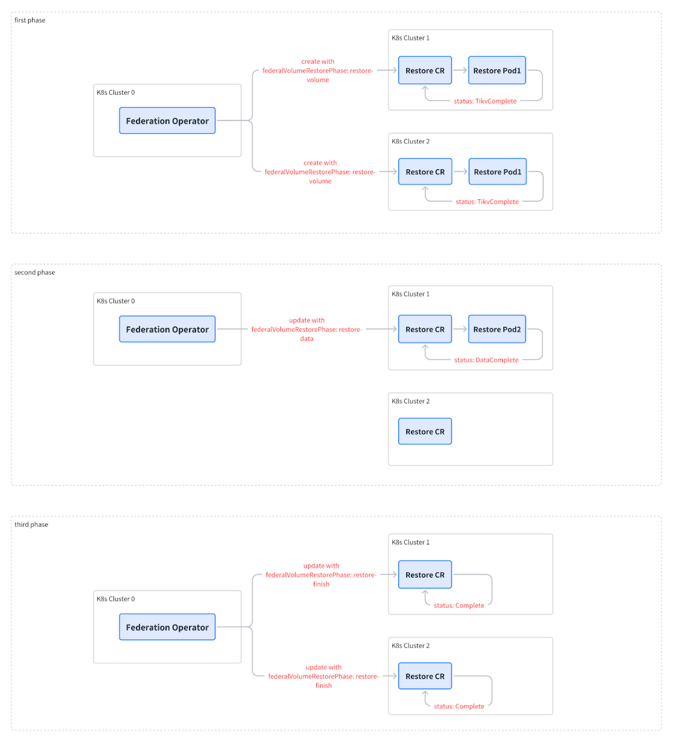 first phase
K8s Cluster 0
Federation Operator
create with
federalVolumeRestorePhase: restore-
volume
K8s Cluster 1
Restore CR
Restore Pod1
status: TikvComplete
create with
federalVolumeRestorePhase: restore-
volume
K8s Cluster 2
Restore CR
Restore Pod1
status: TikvComplete
second phase
K8s Cluster 0
Federation Operator
update with
federalVolumeRestorePhase: restore-
data
K8s Cluster 1
Restore CR
Restore Pod2
status: DataComplete
K8s Cluster 2
Restore CR
third phase
K8s Cluster 0
Federation Operator
update with
federalVolumeRestorePhase: restore-
finish
K8s Cluster 1
Restore CR
status: Complete
update with
federalVolumeRestorePhase: restore-
finish
K8s Cluster 2
Restore CR
status: Complete